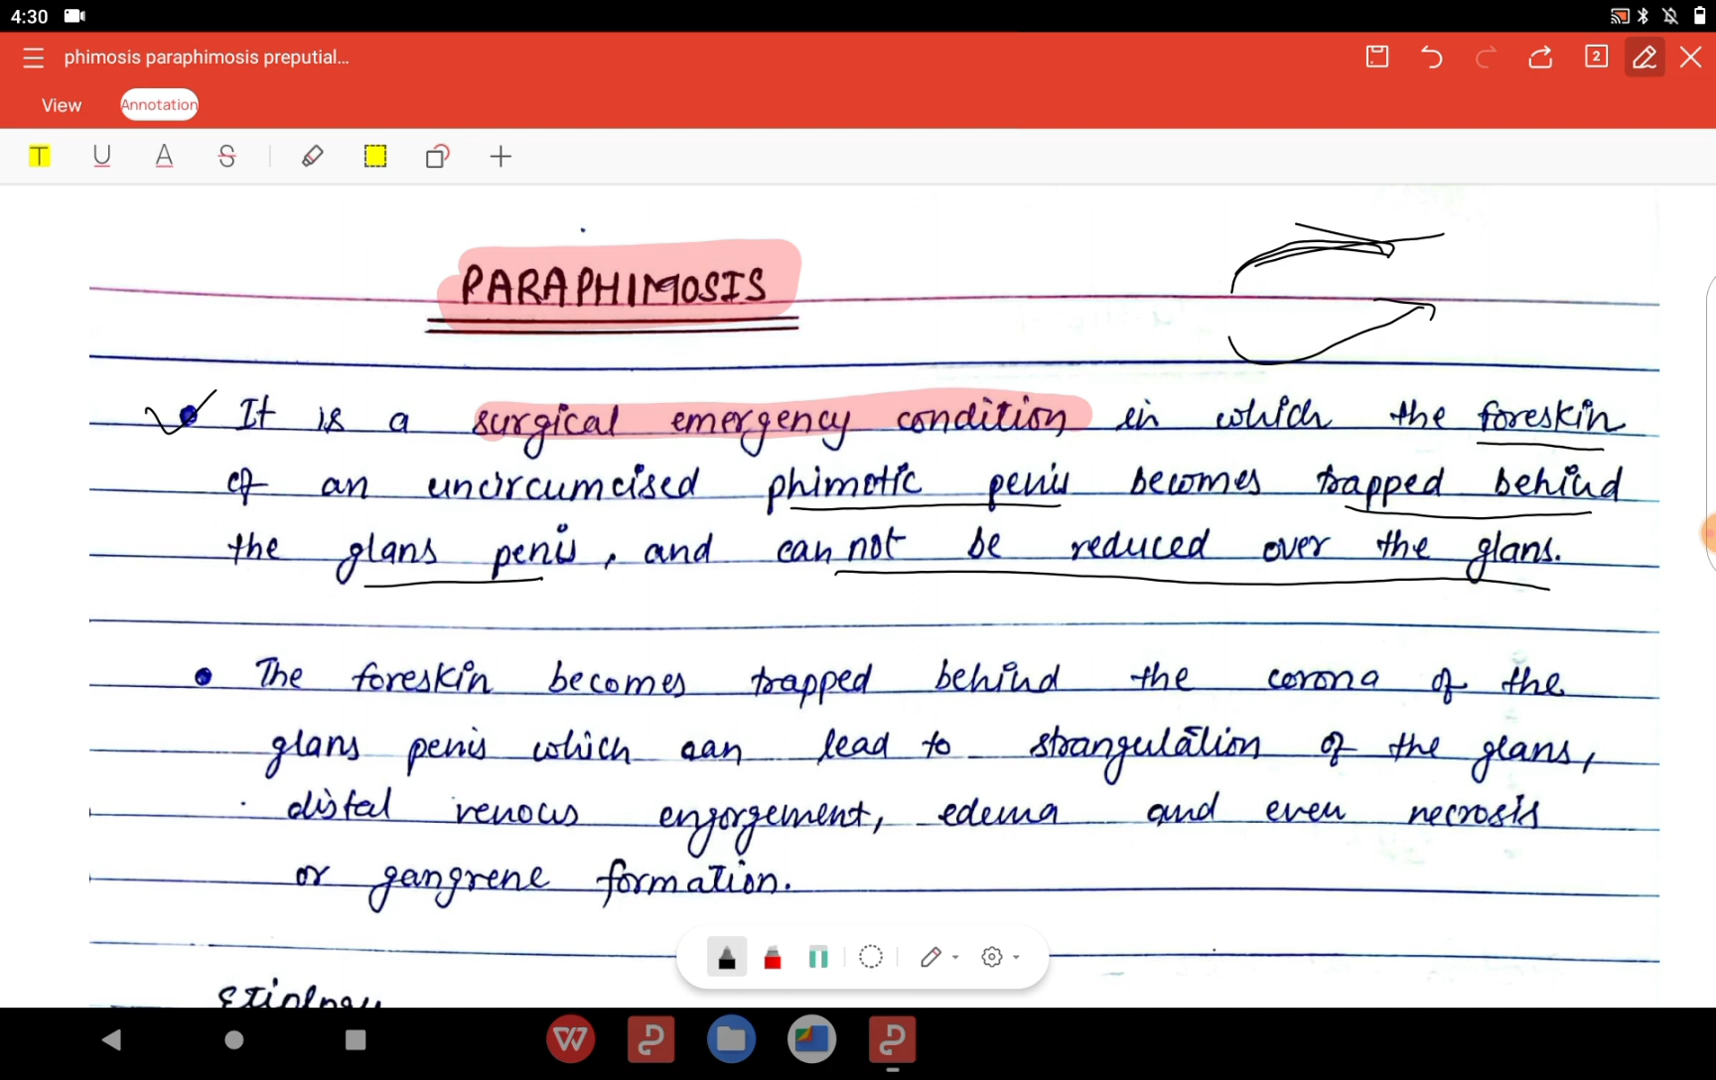 4:30
phimosis paraphimosis preputial...
2
View
Annotation
T U A S
PARAPHIMOSIS
It is a surgical emergency condition in which the foreskin
of an uncircumcised phimotic penis becomes trapped behind
the glans penis, and can not be reduced over the glans.
The foreskin becomes trapped behind the corona of the
glans penis which can lead to strangulation of the glans,
distal venous engorgement, edema and even necrosis
or gangrene formation.
Etiology